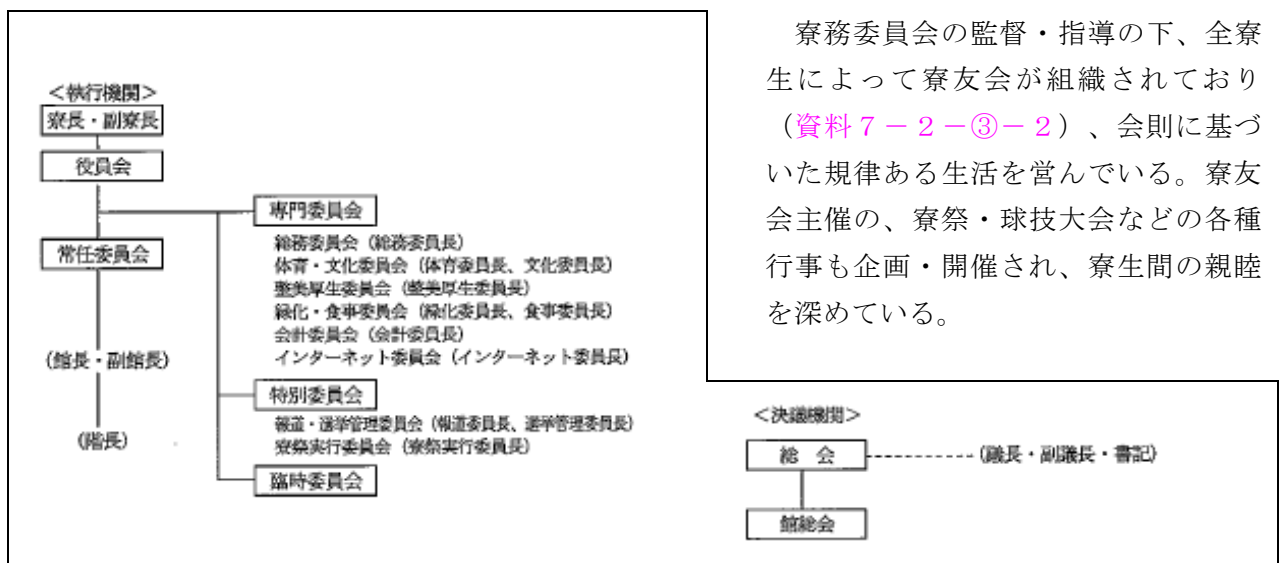 <執行機関>
寮長・副寮長
役員会
専門委員会
総務委員会（総務委員長）
体育・文化委員会（体育委員長、文化委員長）
整美厚生委員会（整美厚生委員長）
緑化・食事委員会（緑化委員長、食事委員長）
会計委員会（会計委員長）
インターネット委員会（インターネット委員長）
常任委員会
（館長・副館長）
（階長）
特別委員会
報道・選挙管理委員会（報道委員長、選挙管理委員長）
寮祭実行委員会（寮祭実行委員長）
臨時委員会
寮務委員会の監督・指導の下、全寮
生によって寮友会が組織されており
（資料７－２－③－２）、会則に基づ
いた規律ある生活を営んでいる。寮友
会主催の、寮祭・球技大会などの各種
行事も企画・開催され、寮生間の親睦
を深めている。
<決議機関>
総 会
（議長・副議長・書記）
館総会